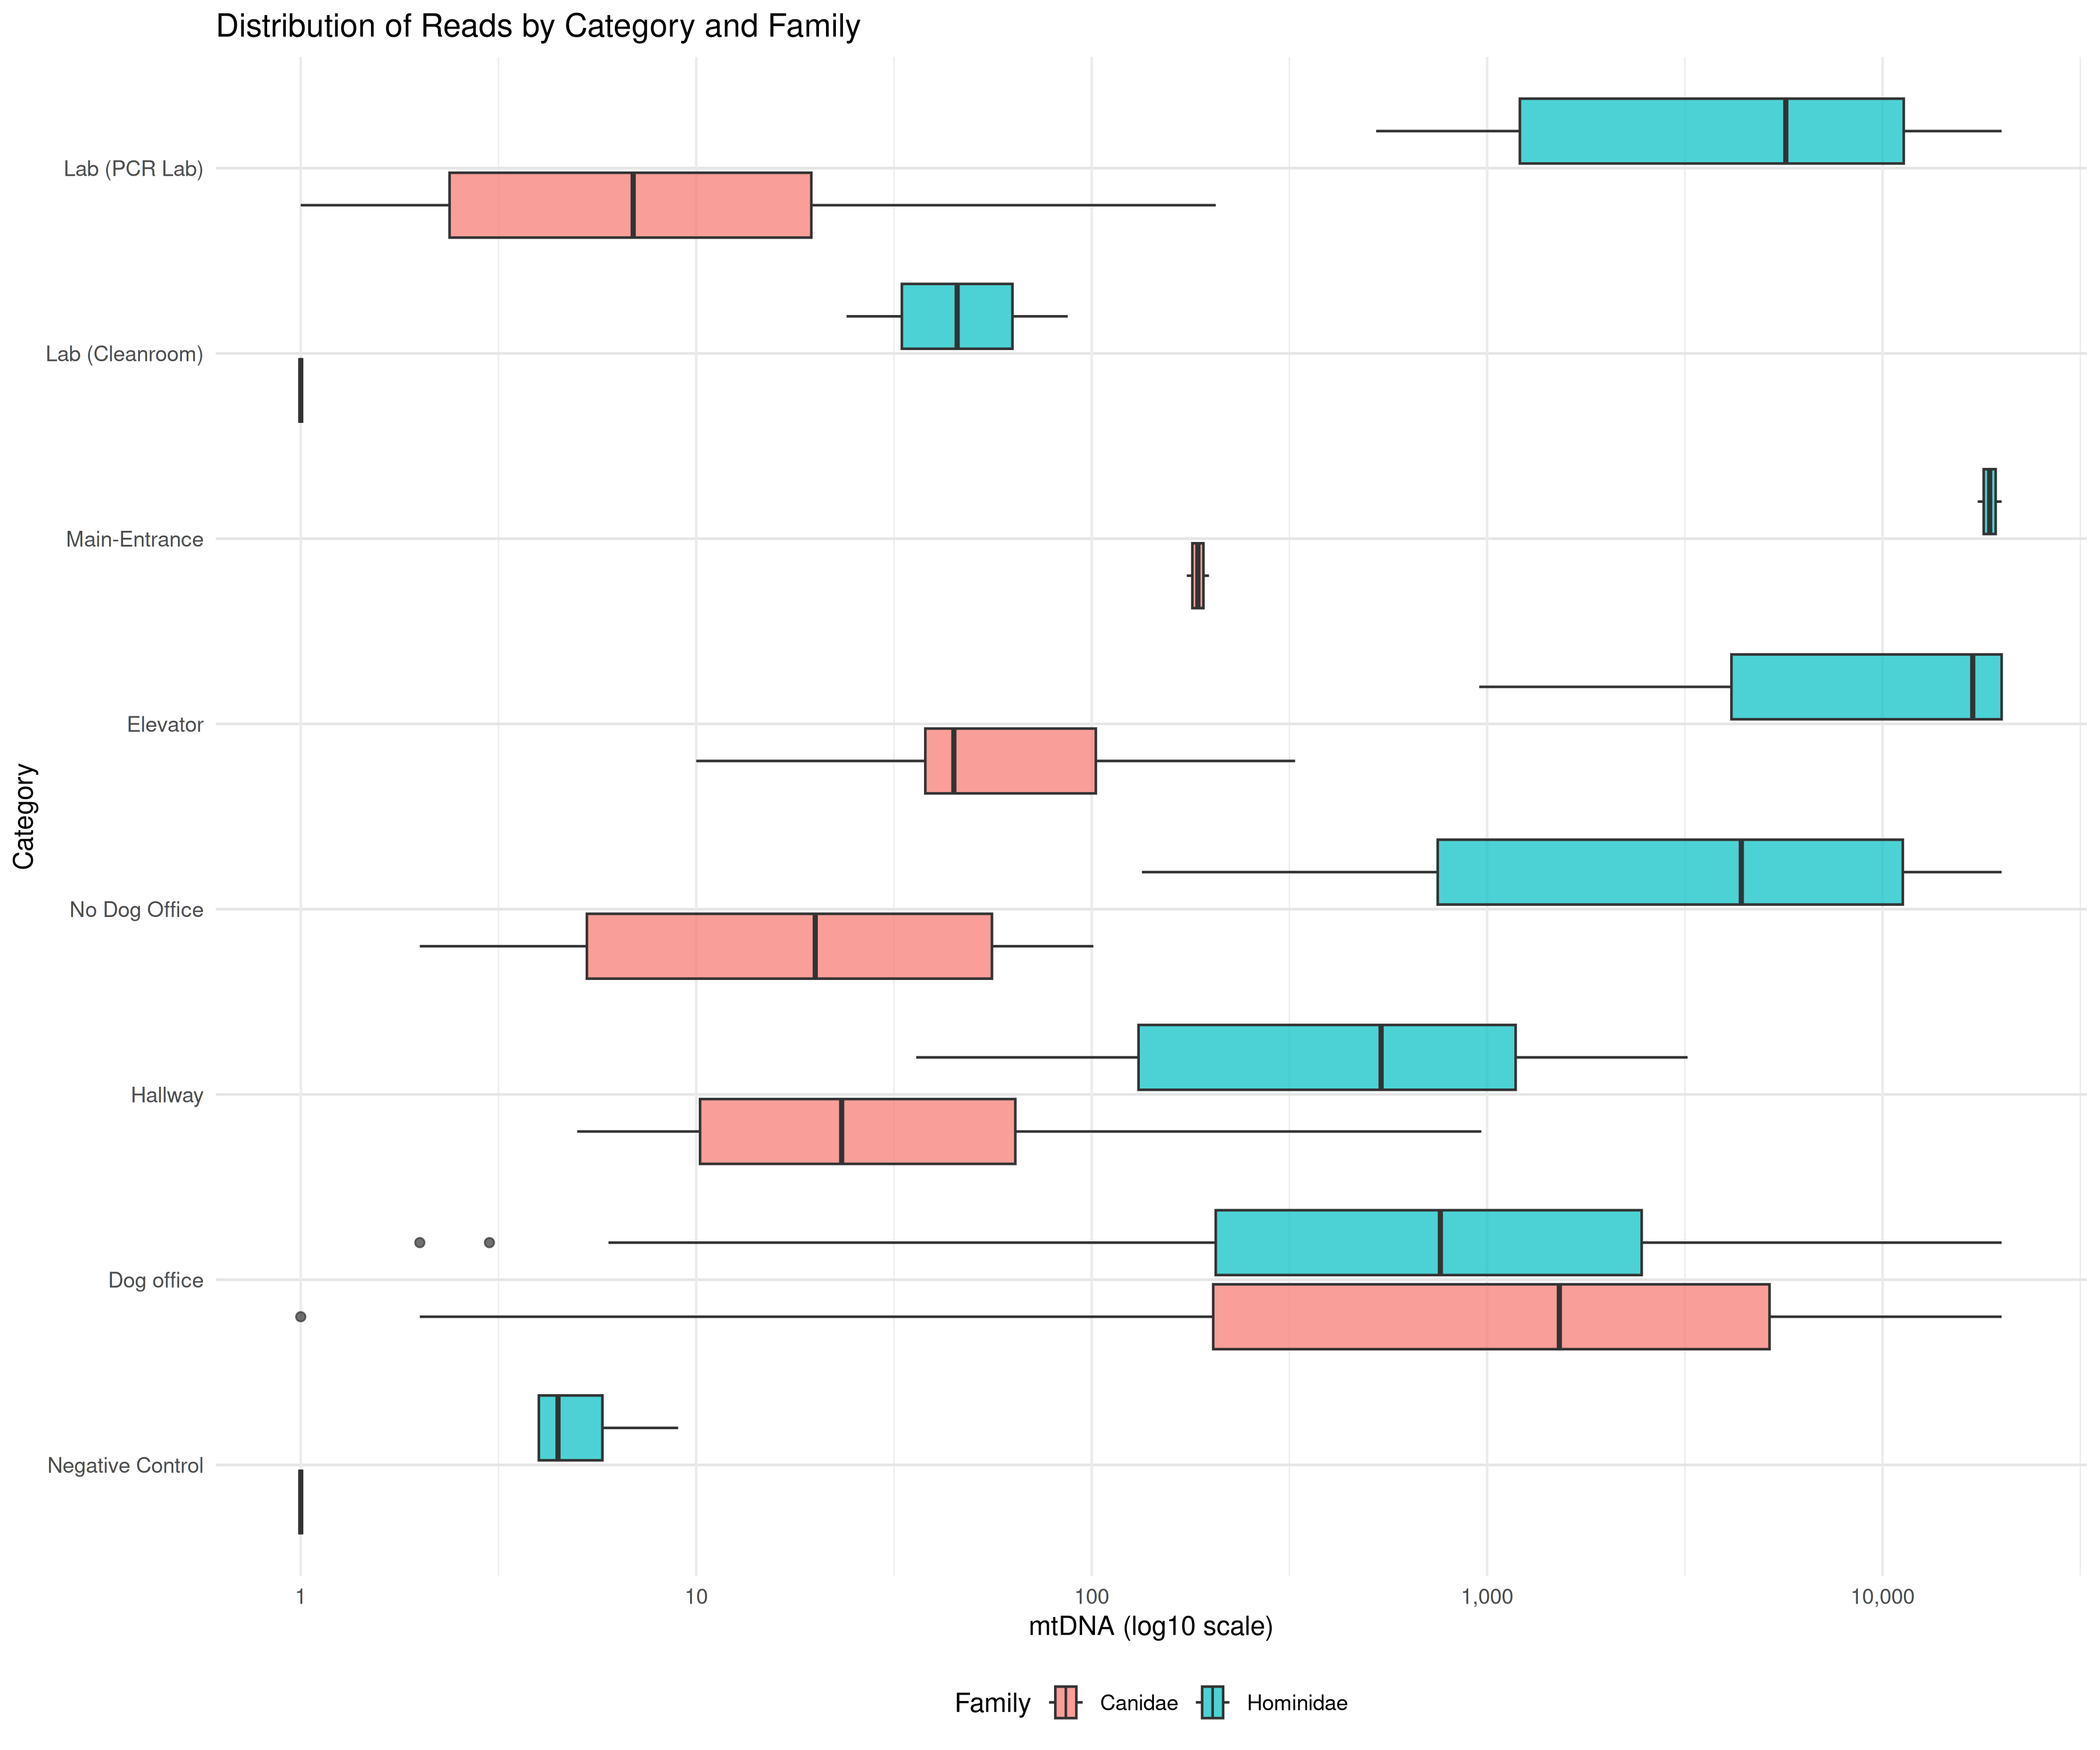 Distribution of Reads by Category and Family
Lab (PCR Lab)
Lab (Cleanroom)
Main-Entrance
Elevator
No Dog Office
Hallway
Dog office
Negative Control
Category
1 10 100 1,000 10,000
mtDNA (log10 scale)
Family Canidae Hominidae